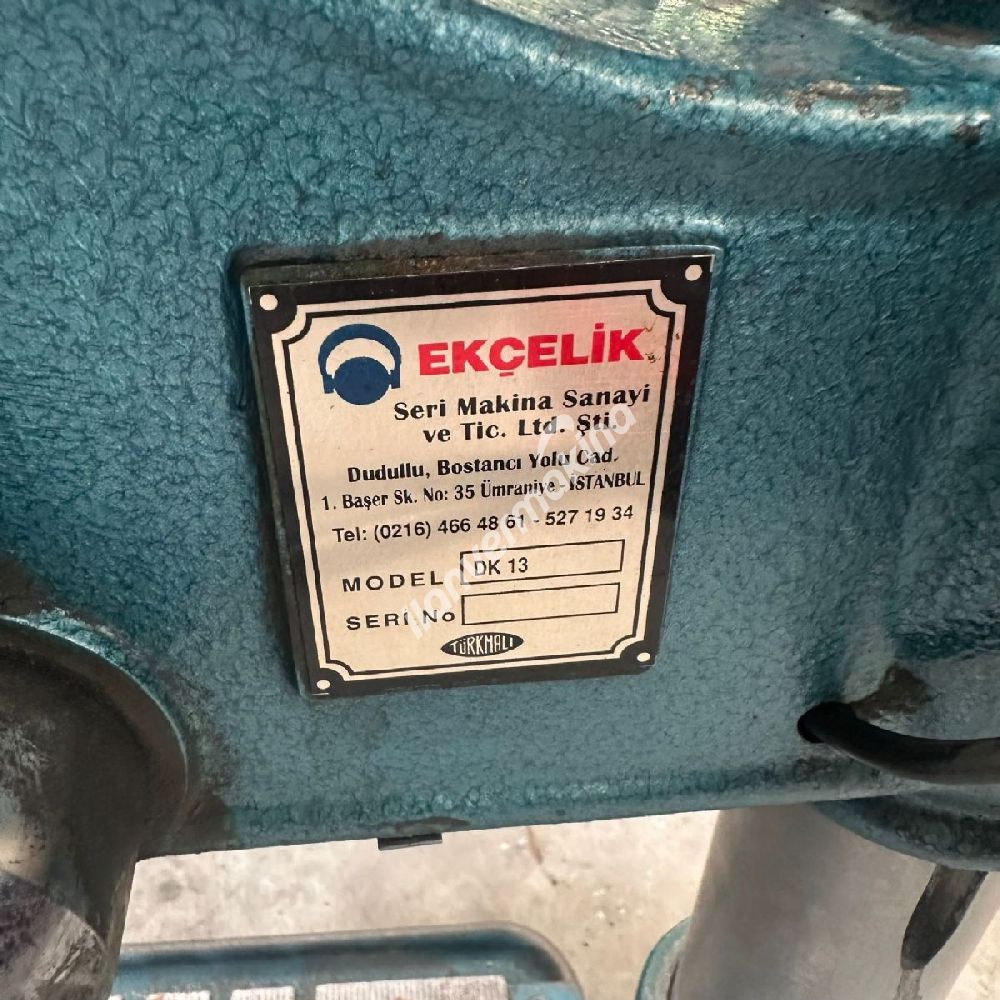 EKÇELİK
Seri Makina Sanayi
ve Tic. Ltd. Şti.
Dudullu, Bostancı Yolu Cad.
1. Başer Sk. No: 35 Ümraniye - İSTANBUL
Tel: (0216) 466 48 61 - 527 19 34
MODEL DK 13
SERI.No
TÜRKMALI
ilanvermakina